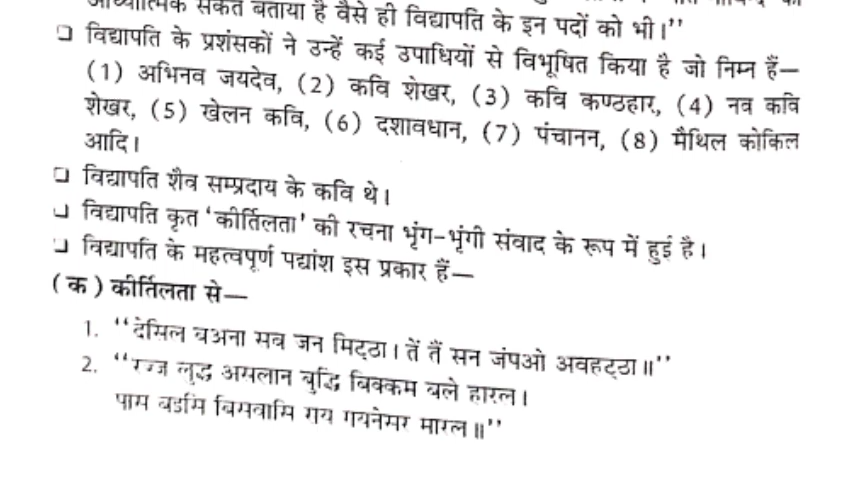 आध्यात्मिक संकेत बताया है वैसे ही विद्यापति के इन पदों को भी।"
❑ विद्यापति के प्रशंसकों ने उन्हें कई उपाधियों से विभूषित किया है जो निम्न हैं—
(1) अभिनव जयदेव, (2) कवि शेखर, (3) कवि कण्ठहार, (4) नव कवि
शेखर, (5) खेलन कवि, (6) दशावधान, (7) पंचानन, (8) मैथिल कोकिल
आदि।
❑ विद्यापति शैव सम्प्रदाय के कवि थे।
❑ विद्यापति कृत 'कीर्तिलता' की रचना भृंग-भृंगी संवाद के रूप में हुई है।
❑ विद्यापति के महत्वपूर्ण पद्यांश इस प्रकार हैं—
(क) कीर्तिलता से—
1. "देसिल बअना सब जन मिट्ठा। तें तैं सन जंपओ अवहट्ठा॥"
2. "रज्ज लुद्ध असलान बुद्धि बिक्कम बले हारल।
पास बइसि बिसवासि राय गयनेसर मारल॥"